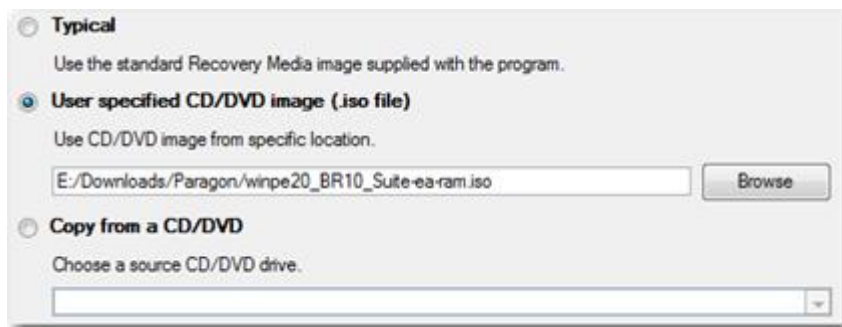 Typical
Use the standard Recovery Media image supplied with the program.
User specified CD/DVD image (.iso file)
Use CD/DVD image from specific location.
E:/Downloads/Paragon/winpe20_BR10_Suite-ea-ram.iso
Browse
Copy from a CD/DVD
Choose a source CD/DVD drive.